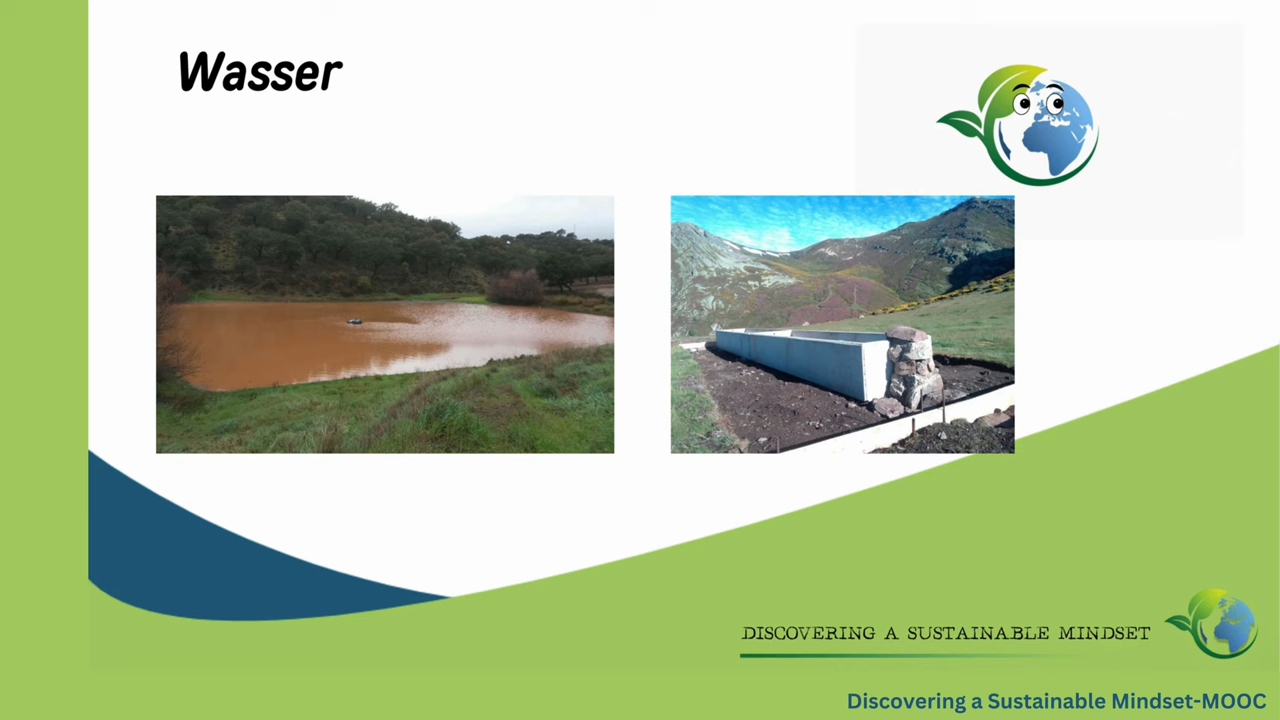 Wasser
DISCOVERING A SUSTAINABLE MINDSET
Discovering a Sustainable Mindset-MOOC